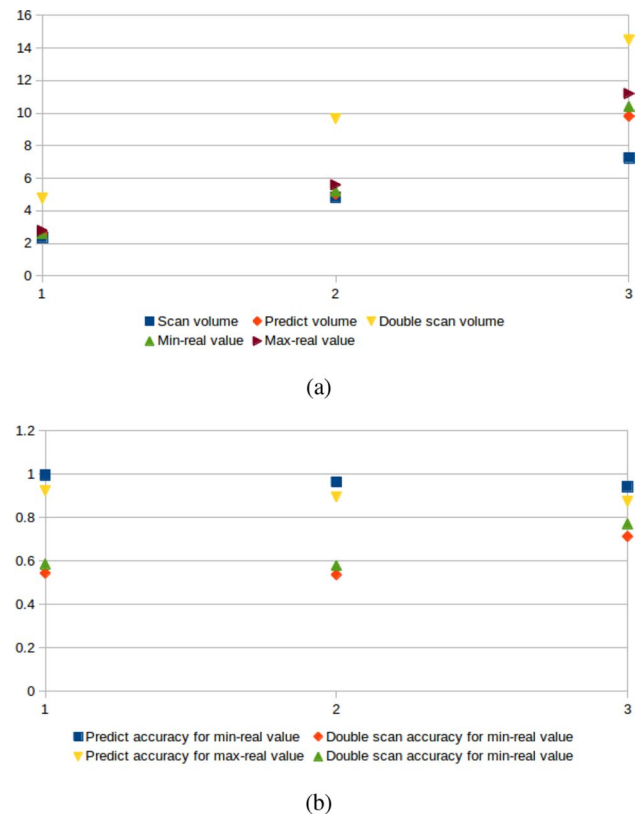 16
14
12
10
8
6
4
2
0
1 2 3
Scan volume Predict volume Double scan volume
Min-real value Max-real value
(a)
1.2
1
0.8
0.6
0.4
0.2
0
1 2 3
Predict accuracy for min-real value Double scan accuracy for min-real value
Predict accuracy for max-real value Double scan accuracy for min-real value
(b)